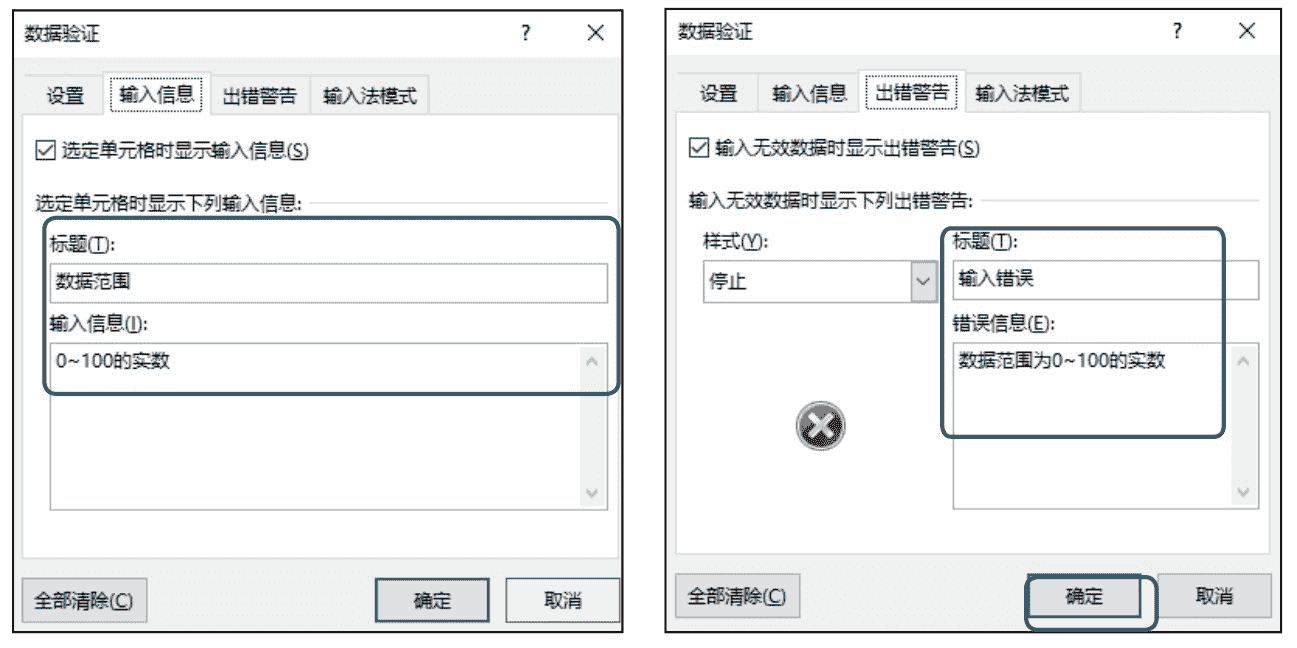 数据验证
?
×
设置 输入信息 出错警告 输入法模式
选定单元格时显示输入信息(S)
选定单元格时显示下列输入信息:
标题(T):
数据范围
输入信息(I):
0~100的实数
全部清除(C) 确定 取消
数据验证
?
×
设置 输入信息 出错警告 输入法模式
输入无效数据时显示出错警告(S)
输入无效数据时显示下列出错警告:
样式(Y): 标题(T):
停止 输入错误
错误信息(E):
数据范围为0~100的实数
全部清除(C) 确定 取消